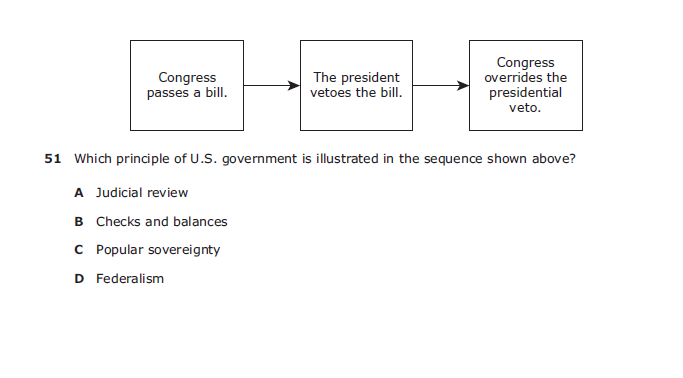 Congress
passes a bill.
The president
vetoes the bill.
Congress
overrides the
presidential
veto.
51 Which principle of U.S. government is illustrated in the sequence shown above?
A Judicial review
B Checks and balances
C Popular sovereignty
D Federalism